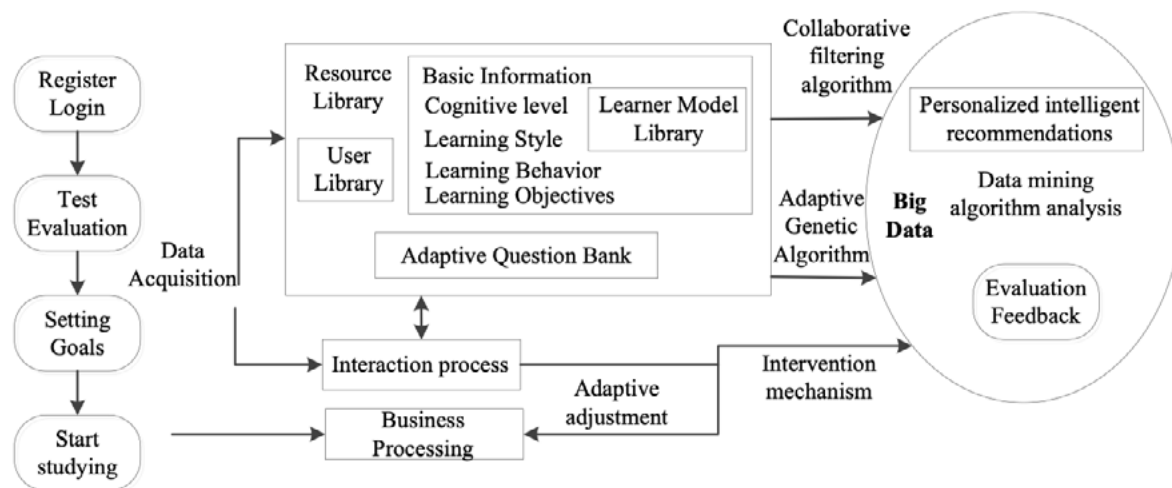 Register
Login
Test
Evaluation
Setting
Goals
Start
studying
Data
Acquisition
Resource
Library
User
Library
Basic Information
Cognitive level
Learning Style
Learning Behavior
Learning Objectives
Learner Model
Library
Adaptive Question Bank
Interaction process
Business
Processing
Adaptive
adjustment
Collaborative
filtering
algorithm
Adaptive
Genetic
Algorithm
Intervention
mechanism
Big
Data
Personalized intelligent
recommendations
Data mining
algorithm analysis
Evaluation
Feedback